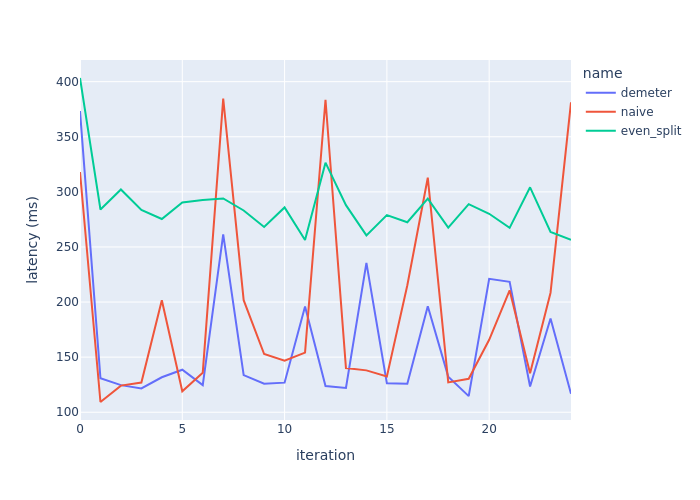 name
demeter
naive
even_split
400
350
300
250
200
150
100
0 5 10 15 20
latency (ms)
iteration